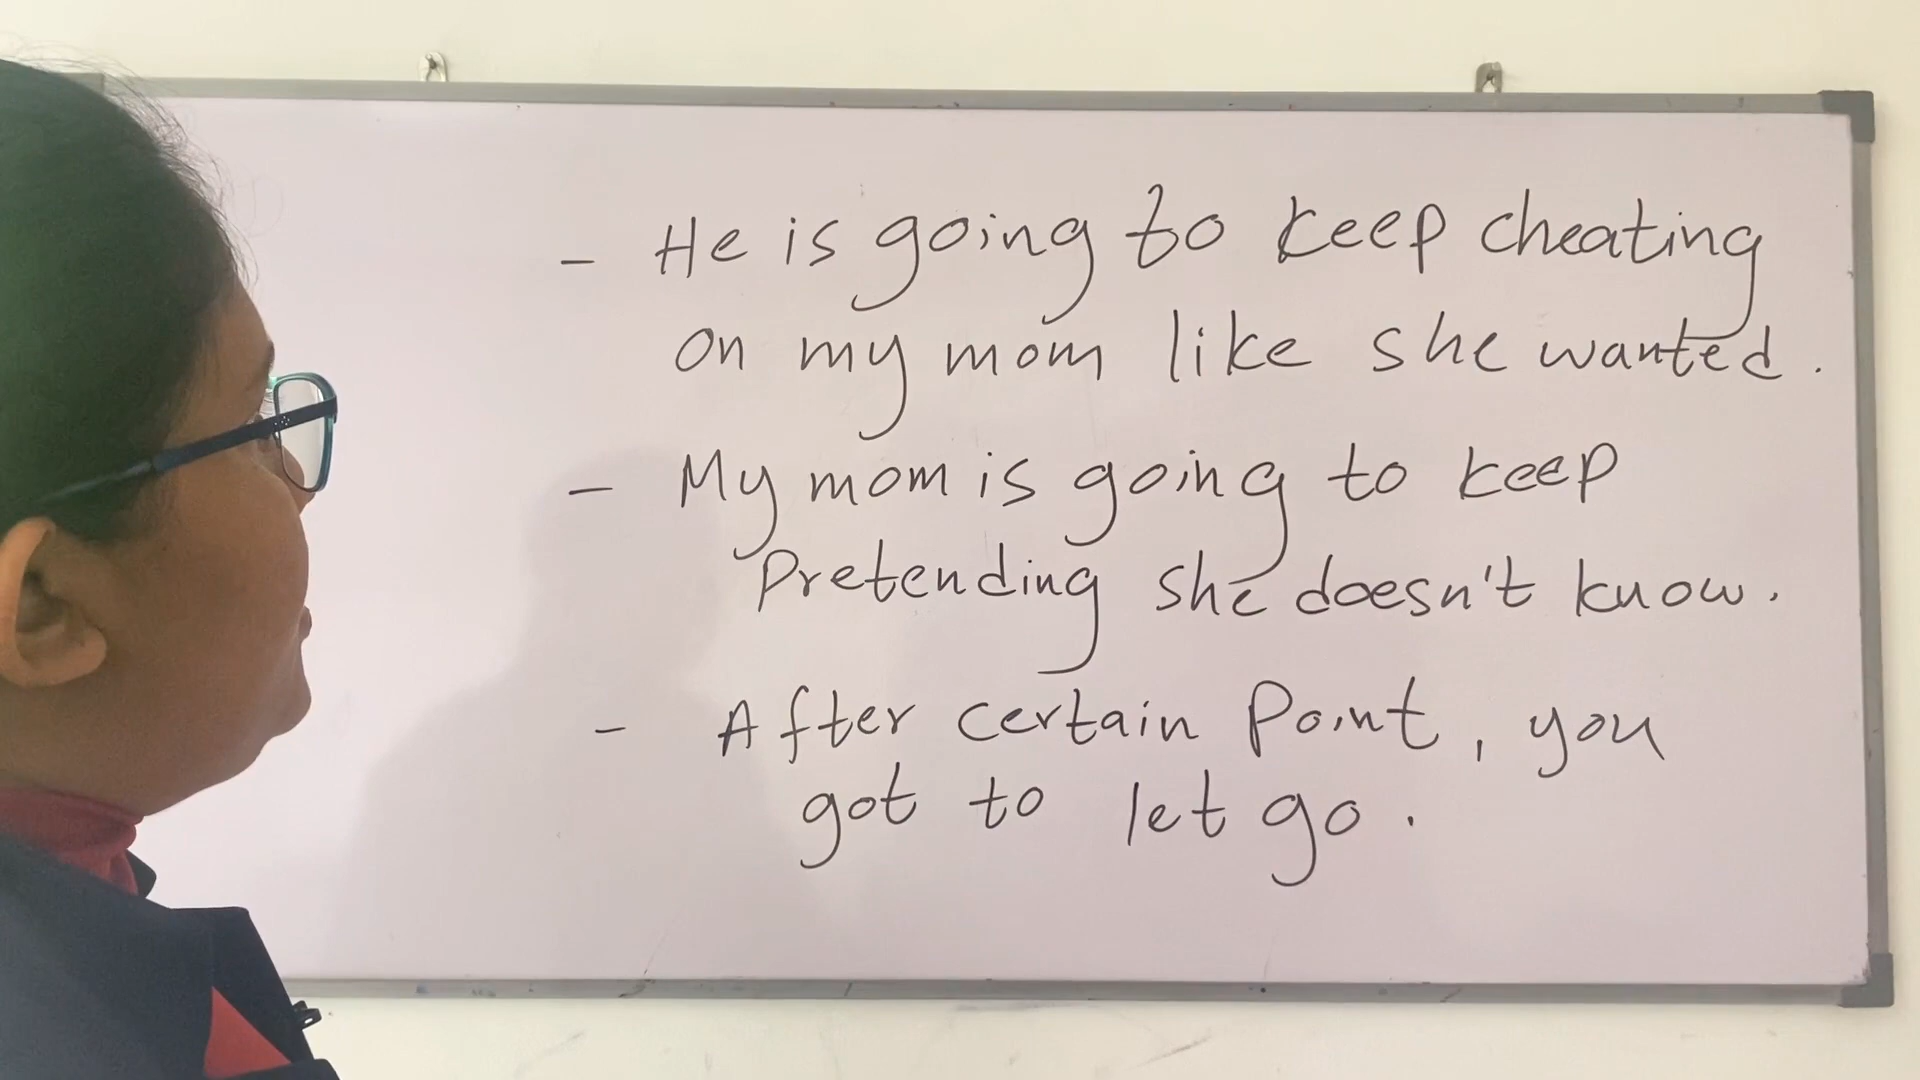 - He is going to keep cheating
on my mom like she wanted.
- My mom is going to keep
Pretending she doesn't know.
- After certain Point, you
got to let go.